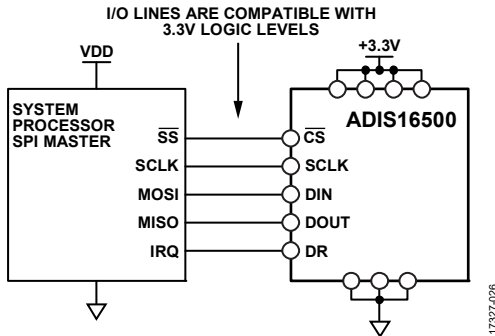 I/O LINES ARE COMPATIBLE WITH
3.3V LOGIC LEVELS
VDD
+3.3V
SYSTEM
PROCESSOR
SPI MASTER
ADIS16500
SS
CS
SCLK
SCLK
MOSI
DIN
MISO
DOUT
IRQ
DR
17327-026